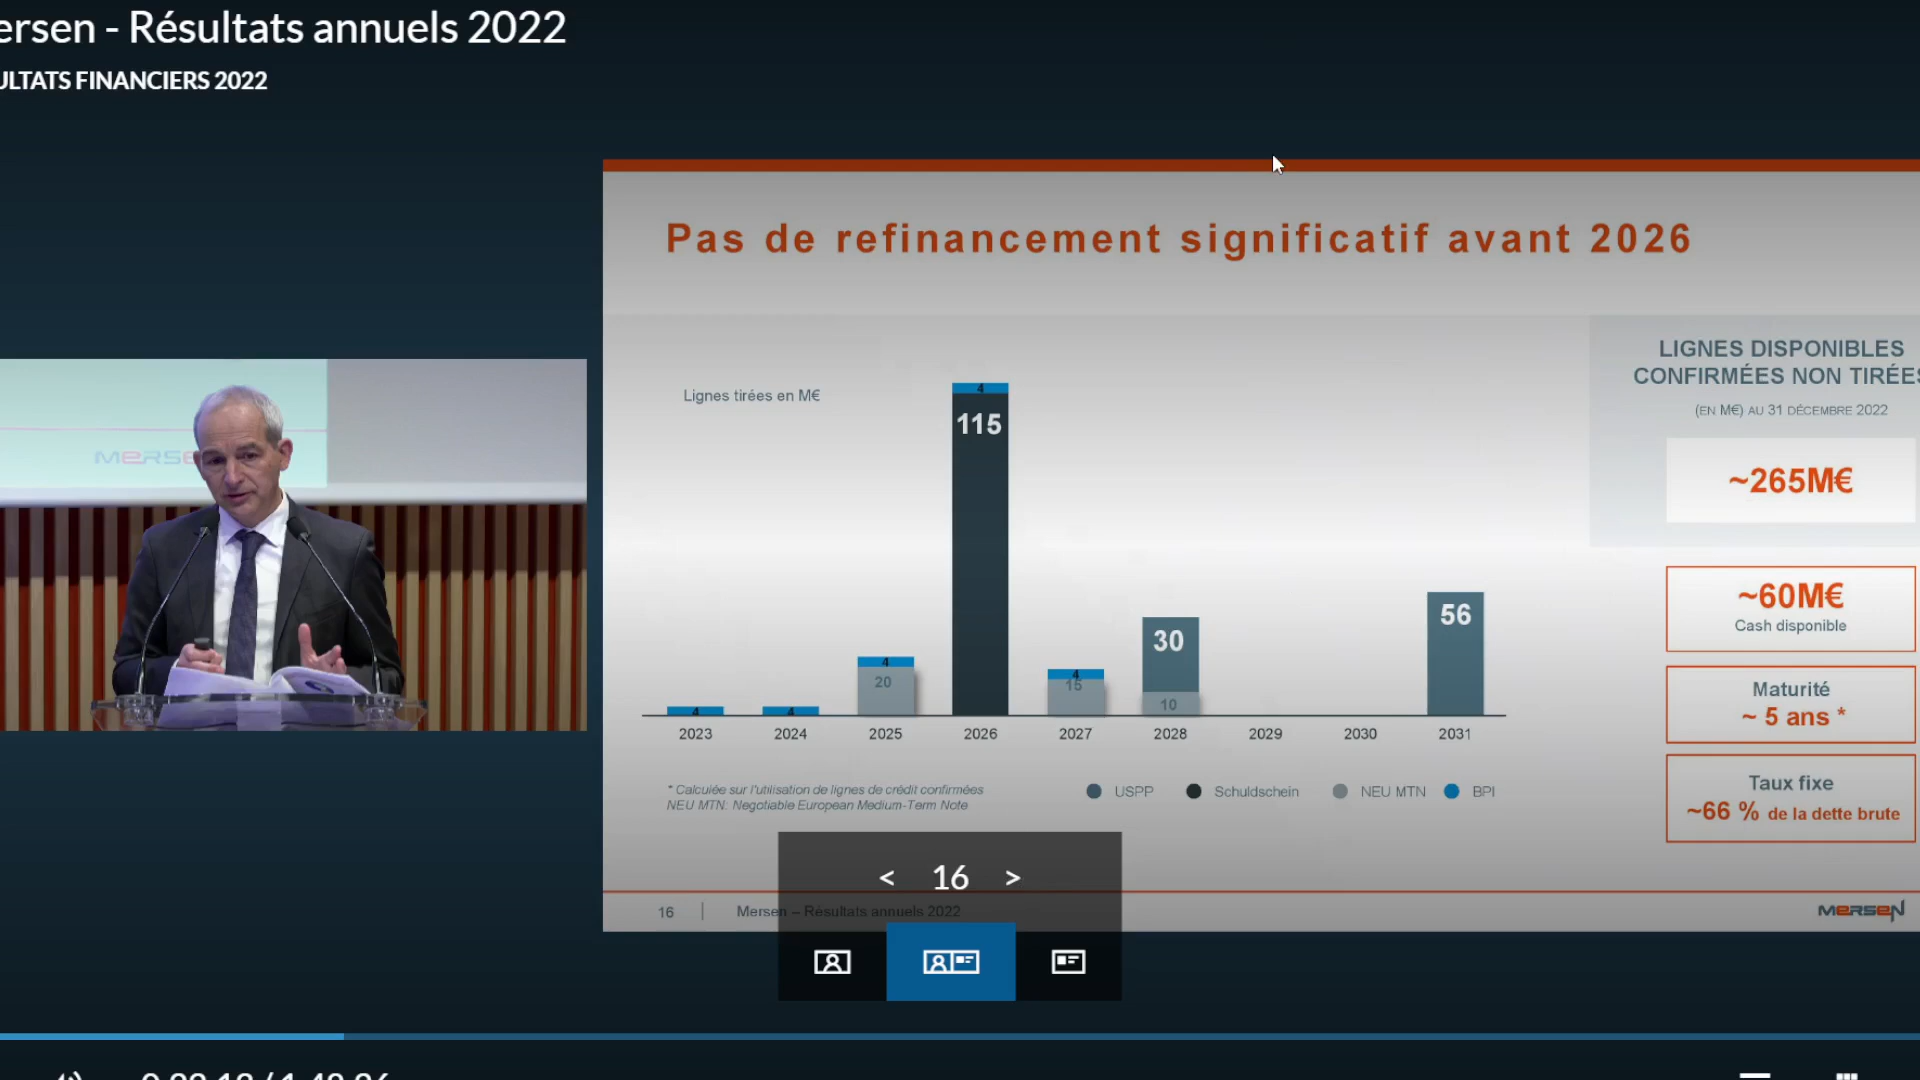 ersen - Résultats annuels 2022
ULTATS FINANCIERS 2022
MERSE
Pas de refinancement significatif avant 2026
Lignes tirées en M€
4
115
4
20
4
15
30
10
56
4
4
2023 2024 2025 2026 2027 2028 2029 2030 2031
* Calculée sur l'utilisation de lignes de crédit confirmées
NEU MTN: Negotiable European Medium-Term Note
USPP Schuldschein NEU MTN BPI
LIGNES DISPONIBLES
CONFIRMÉES NON TIRÉES
(EN M€) AU 31 DÉCEMBRE 2022
~265M€
~60M€
Cash disponible
Maturité
~ 5 ans *
Taux fixe
~66 % de la dette brute
16 | Mersen – Résultats annuels 2022
MERSEN
< 16 >